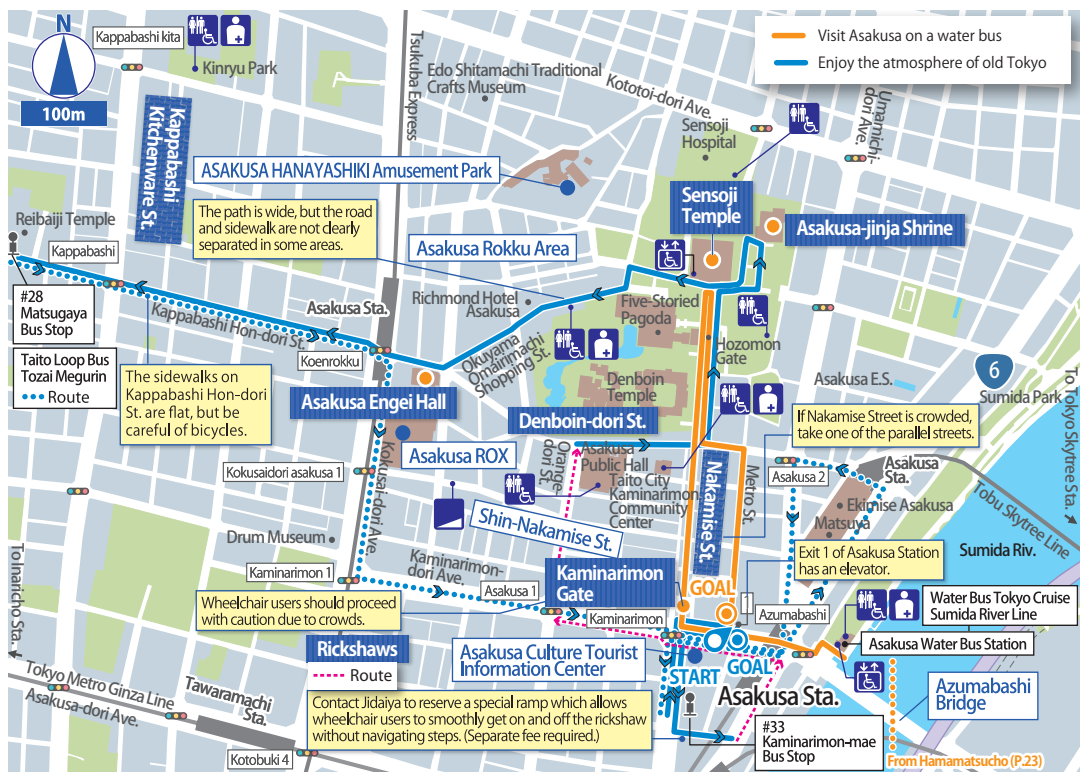 Visit Asakusa on a water bus
Enjoy the atmosphere of old Tokyo
N
100m
Kappabashi kita
Kinryu Park
Tsukuba Express
Edo Shitamachi Traditional
Crafts Museum
Kototoi-dori Ave.
Umamichi-
dori Ave.
Sensoji
Hospital
Kappabashi
Kitchenware St.
ASAKUSA HANAYASHIKI Amusement Park
Sensoji
Temple
Asakusa-jinja Shrine
Reibaiji Temple
Kappabashi
The path is wide, but the road
and sidewalk are not clearly
separated in some areas.
Asakusa Rokku Area
#28
Matsugaya
Bus Stop
Kappabashi Hon-dori St.
Asakusa Sta.
Richmond Hotel
Asakusa
Five-Storied
Pagoda
Hozomon
Gate
Koenrokku
Okuyama
Omairimachi
Shopping St.
Taito Loop Bus
Tozai Megurin
Route
The sidewalks on
Kappabashi Hon-dori
St. are flat, but be
careful of bicycles.
Denboin
Temple
Asakusa E.S.
6
Sumida Park
To Tokyo Skytree Sta.
Asakusa Engei Hall
Denboin-dori St.
If Nakamise Street is crowded,
take one of the parallel streets.
Asakusa ROX
Kokusaidori asakusa 1
Kokusai-dori Ave.
Orange-
dori St.
Asakusa
Public Hall
Taito City
Kaminarimon
Community
Center
Nakamise St.
Metro St.
Asakusa 2
Asakusa
Sta.
Tobu Skytree Line
Ekimise Asakusa
Matsuya
Shin-Nakamise St.
Drum Museum
Exit 1 of Asakusa Station
has an elevator.
Sumida Riv.
To Inaricho Sta.
Kaminarimon 1
Kaminarimon-
dori Ave.
Kaminarimon
Gate
GOAL
Asakusa 1
Wheelchair users should proceed
with caution due to crowds.
Kaminarimon
Azumabashi
Water Bus Tokyo Cruise
Sumida River Line
Asakusa Water Bus Station
Rickshaws
Route
Asakusa Culture Tourist
Information Center
START
GOAL
Asakusa Sta.
Azumabashi
Bridge
Tokyo Metro Ginza Line
Tawaramachi
Sta.
Asakusa-dori Ave.
Contact Jidaiya to reserve a special ramp which allows
wheelchair users to smoothly get on and off the rickshaw
without navigating steps. (Separate fee required.)
#33
Kaminarimon-mae
Bus Stop
Kotobuki 4
From Hamamatsucho (P.23)